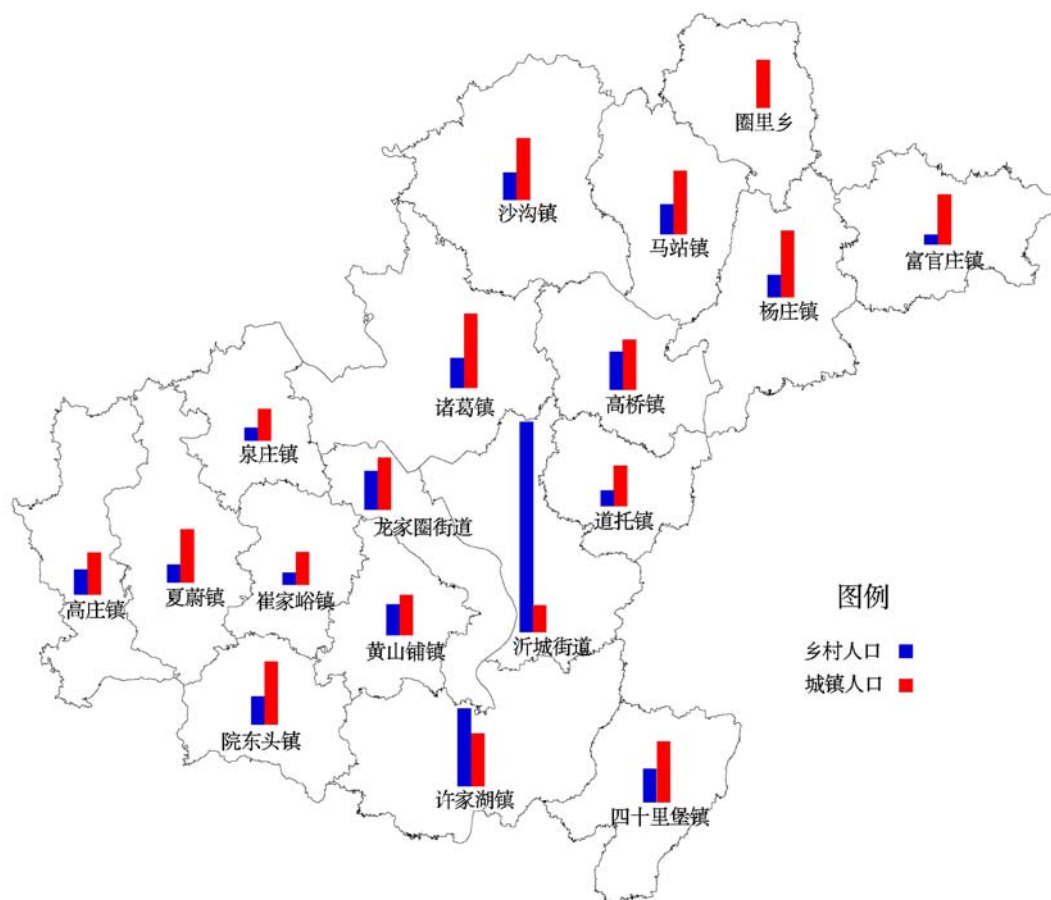 圈里乡
沙沟镇
马站镇
富官庄镇
杨庄镇
诸葛镇
高桥镇
泉庄镇
龙家圈街道
道托镇
高庄镇
夏蔚镇
崔家峪镇
黄山铺镇
沂城街道
院东头镇
许家湖镇
四十里堡镇
图例
乡村人口
城镇人口